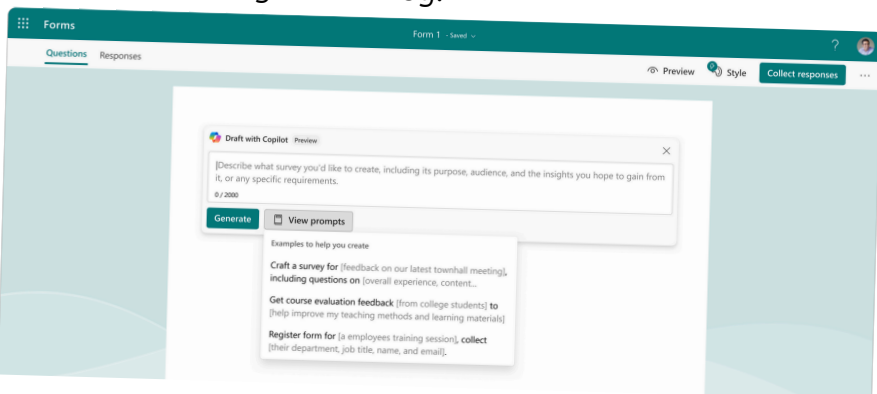 Forms
Form 1 - Saved
?
Questions Responses
Preview
0
Style
Collect responses
...
Draft with Copilot Preview
Describe what survey you'd like to create, including its purpose, audience, and the insights you hope to gain from
it, or any specific requirements.
0 / 2000
Generate
View prompts
Examples to help you create
Craft a survey for [feedback on our latest townhall meeting],
including questions on [overall experience, content...
Get course evaluation feedback [from college students] to
[help improve my teaching methods and learning materials]
Register form for [a employees training session], collect
[their department, job title, name, and email].